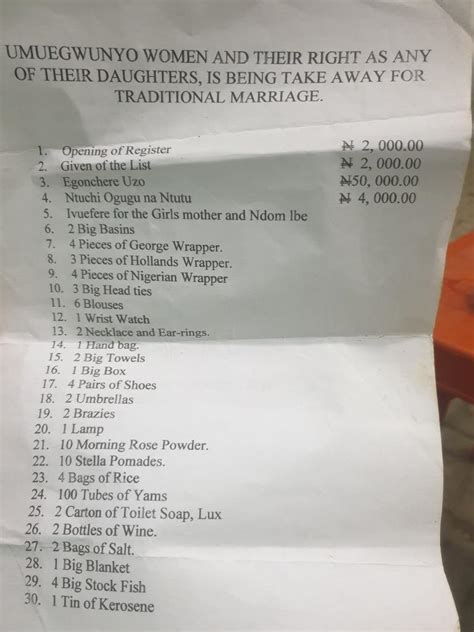 UMUEGWUNYO WOMEN AND THEIR RIGHT AS ANY
OF THEIR DAUGHTERS, IS BEING TAKE AWAY FOR
TRADITIONAL MARRIAGE.
1. Opening of Register ₦ 2, 000.00
2. Given of the List ₦ 2, 000.00
3. Egonchere Uzo ₦50, 000.00
4. Ntuchi Ogugu na Ntutu ₦ 4, 000.00
5. Ivuefere for the Girls mother and Ndom Ibe
6. 2 Big Basins
7. 4 Pieces of George Wrapper.
8. 3 Pieces of Hollands Wrapper.
9. 4 Pieces of Nigerian Wrapper
10. 3 Big Head ties
11. 6 Blouses
12. 1 Wrist Watch
13. 2 Necklace and Ear-rings.
14. 1 Hand bag.
15. 2 Big Towels
16. 1 Big Box
17. 4 Pairs of Shoes
18. 2 Umbrellas
19. 2 Brazies
20. 1 Lamp
21. 10 Morning Rose Powder.
22. 10 Stella Pomades.
23. 4 Bags of Rice
24. 100 Tubes of Yams
25. 2 Carton of Toilet Soap, Lux
26. 2 Bottles of Wine.
27. 2 Bags of Salt.
28. 1 Big Blanket
29. 4 Big Stock Fish
30. 1 Tin of Kerosene